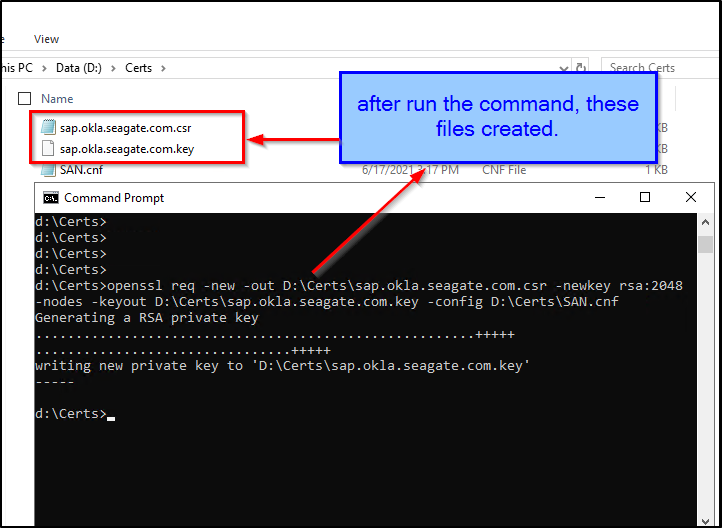 View
his PC > Data (D:) > Certs >
Search Certs
Name
after run the command, these
files created.
sap.okla.seagate.com.csr
KB
sap.okla.seagate.com.key
KB
SAN.cnf
6/17/2021 3:17 PM CNF File 1 KB
C:\. Command Prompt
d:\Certs>
d:\Certs>
d:\Certs>
d:\Certs>
d:\Certs>openssl req -new -out D:\Certs\sap.okla.seagate.com.csr -newkey rsa:2048
-nodes -keyout D:\Certs\sap.okla.seagate.com.key -config D:\Certs\SAN.cnf
Generating a RSA private key
.......................................................+++++
................................+++++
writing new private key to 'D:\Certs\sap.okla.seagate.com.key'
-----
d:\Certs>